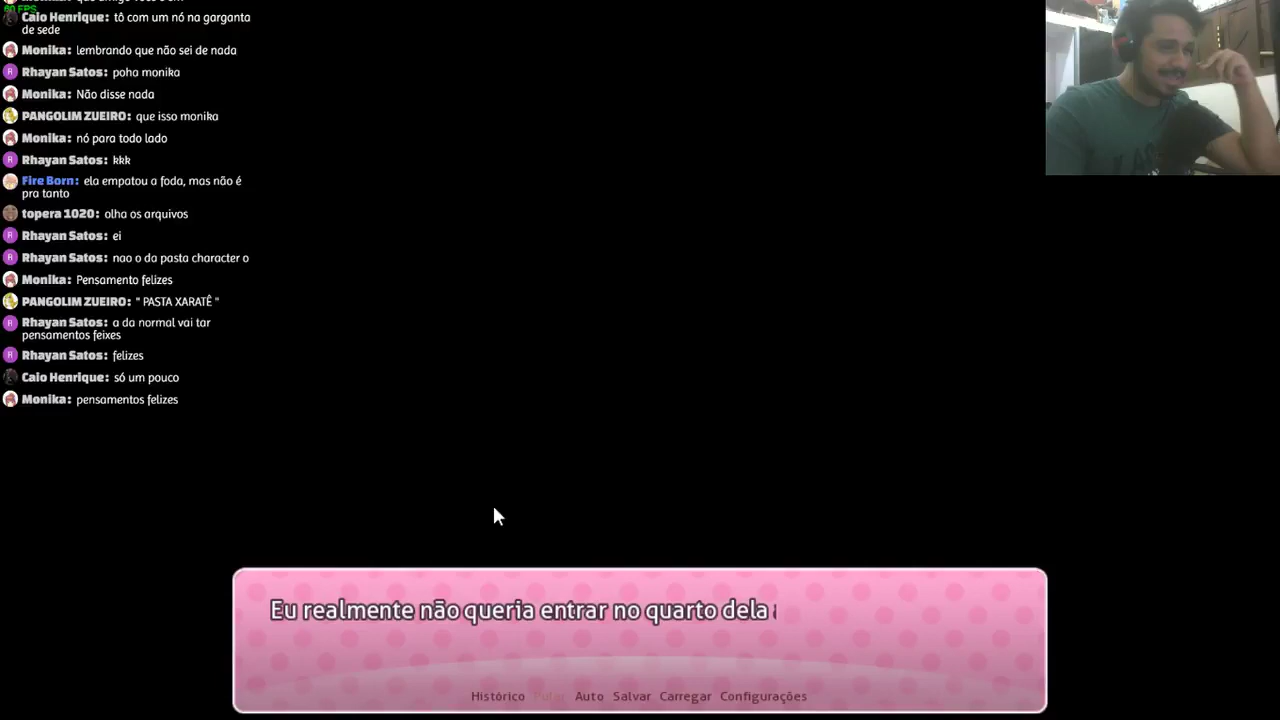 60 FPS
Caio Henrique: tô com um nó na garganta
de sede
Monika: lembrando que não sei de nada
Rhayan Satos: poha monika
Monika: Não disse nada
PANGOLIM ZUEIRO: que isso monika
Monika: nó para todo lado
Rhayan Satos: kkk
Fire Born: ela empatou a foda, mas não é
pra tanto
topera 1020: olha os arquivos
Rhayan Satos: ei
Rhayan Satos: nao o da pasta character o
Monika: Pensamento felizes
PANGOLIM ZUEIRO: " PASTA XARATÊ "
Rhayan Satos: a da normal vai tar
pensamentos feixes
Rhayan Satos: felizes
Caio Henrique: só um pouco
Monika: pensamentos felizes
Eu realmente não queria entrar no quarto dela
Histórico Pular Auto Salvar Carregar Configurações